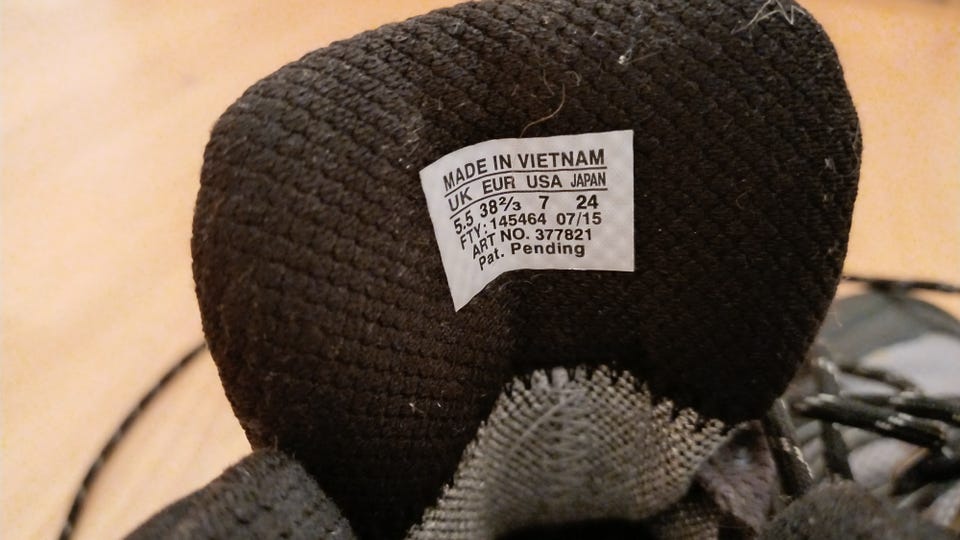 MADE IN VIETNAM
UK EUR USA JAPAN
5.5 38⅔ 7 24
FTY: 145464 07/15
ART NO. 377821
Pat. Pending